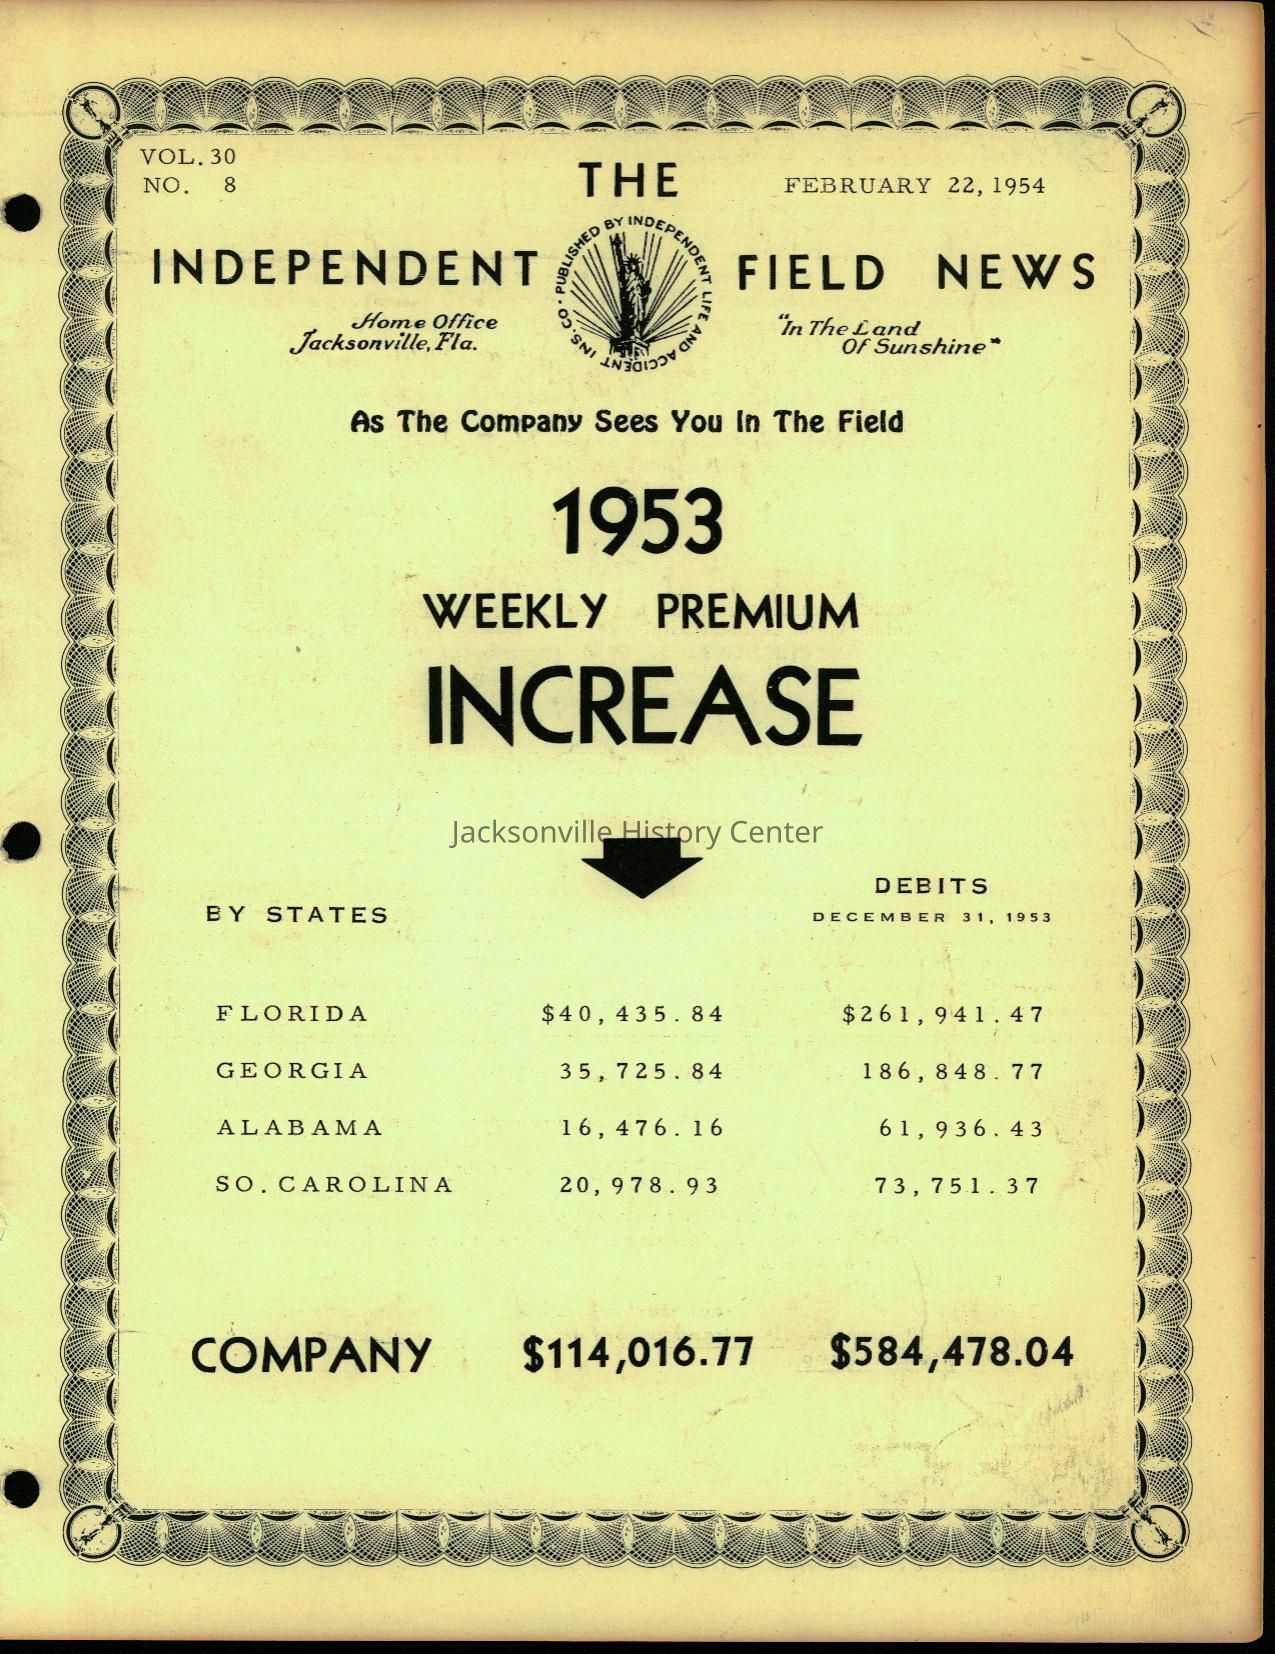 VOL. 30
NO. 8
THE
FEBRUARY 22, 1954
INDEPENDENT
PUBLISHED BY INDEPENDENT LIFE AND ACCIDENT INS. CO.
FIELD NEWS
Home Office
Jacksonville, Fla.
"In The Land
Of Sunshine"
As The Company Sees You In The Field
1953
WEEKLY PREMIUM
INCREASE
Jacksonville History Center
BY STATES
DEBITS
DECEMBER 31, 1953
FLORIDA $40,435.84 $261,941.47
GEORGIA 35,725.84 186,848.77
ALABAMA 16,476.16 61,936.43
SO. CAROLINA 20,978.93 73,751.37
COMPANY $114,016.77 $584,478.04